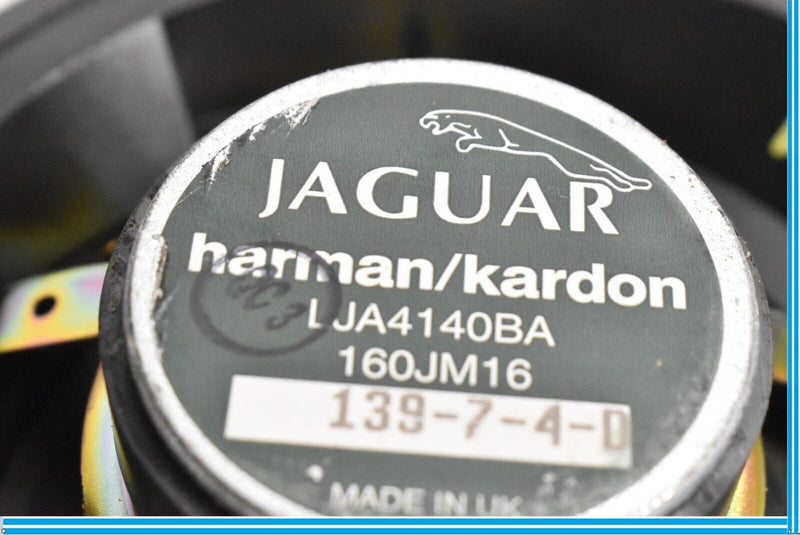 JAGUAR
harman/kardon
LJA4140BA
160JM16
139-7-4-D
MADE IN UK